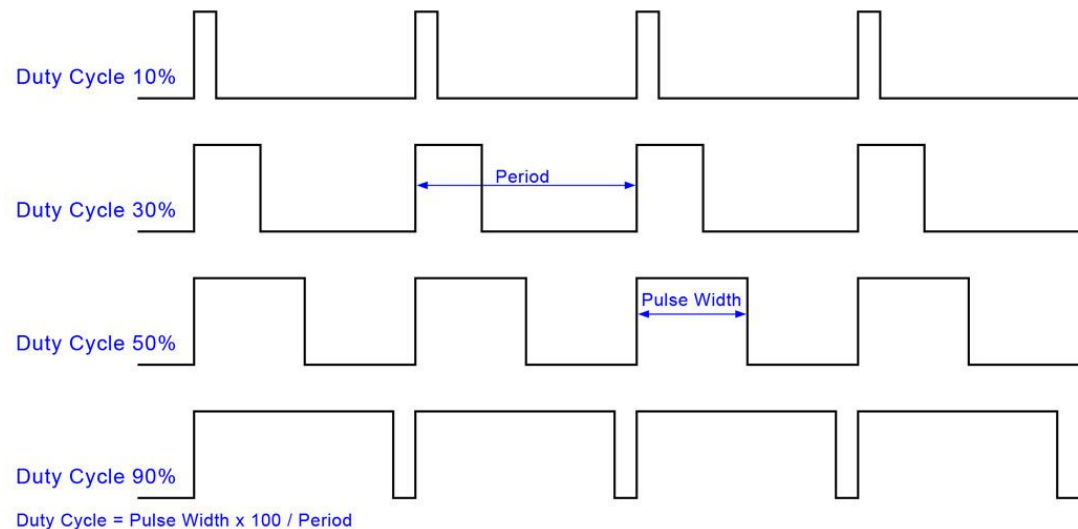 Duty Cycle 10%
Period
Duty Cycle 30%
Pulse Width
Duty Cycle 50%
Duty Cycle 90%
Duty Cycle = Pulse Width x 100 / Period